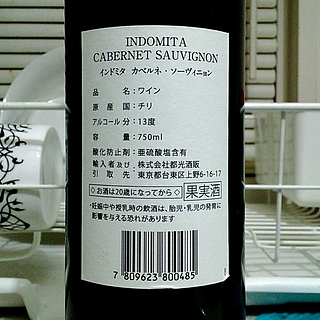 INDOMITA
CABERNET SAUVIGNON
インドミタ カベルネ・ソーヴィニョン
品 名：ワイン
原 産 国：チリ
アルコール分：13度
容 量：750ml
酸化防止剤：亜硫酸塩含有
輸入者及び 株式会社都光酒販
引 取 先：東京都台東区上野6-16-17
◇お酒は20歳になってから◇ 果実酒
・妊娠中や授乳時の飲酒は、胎児・乳児の発育に
影響を与える恐れがあります
7 809623 800485